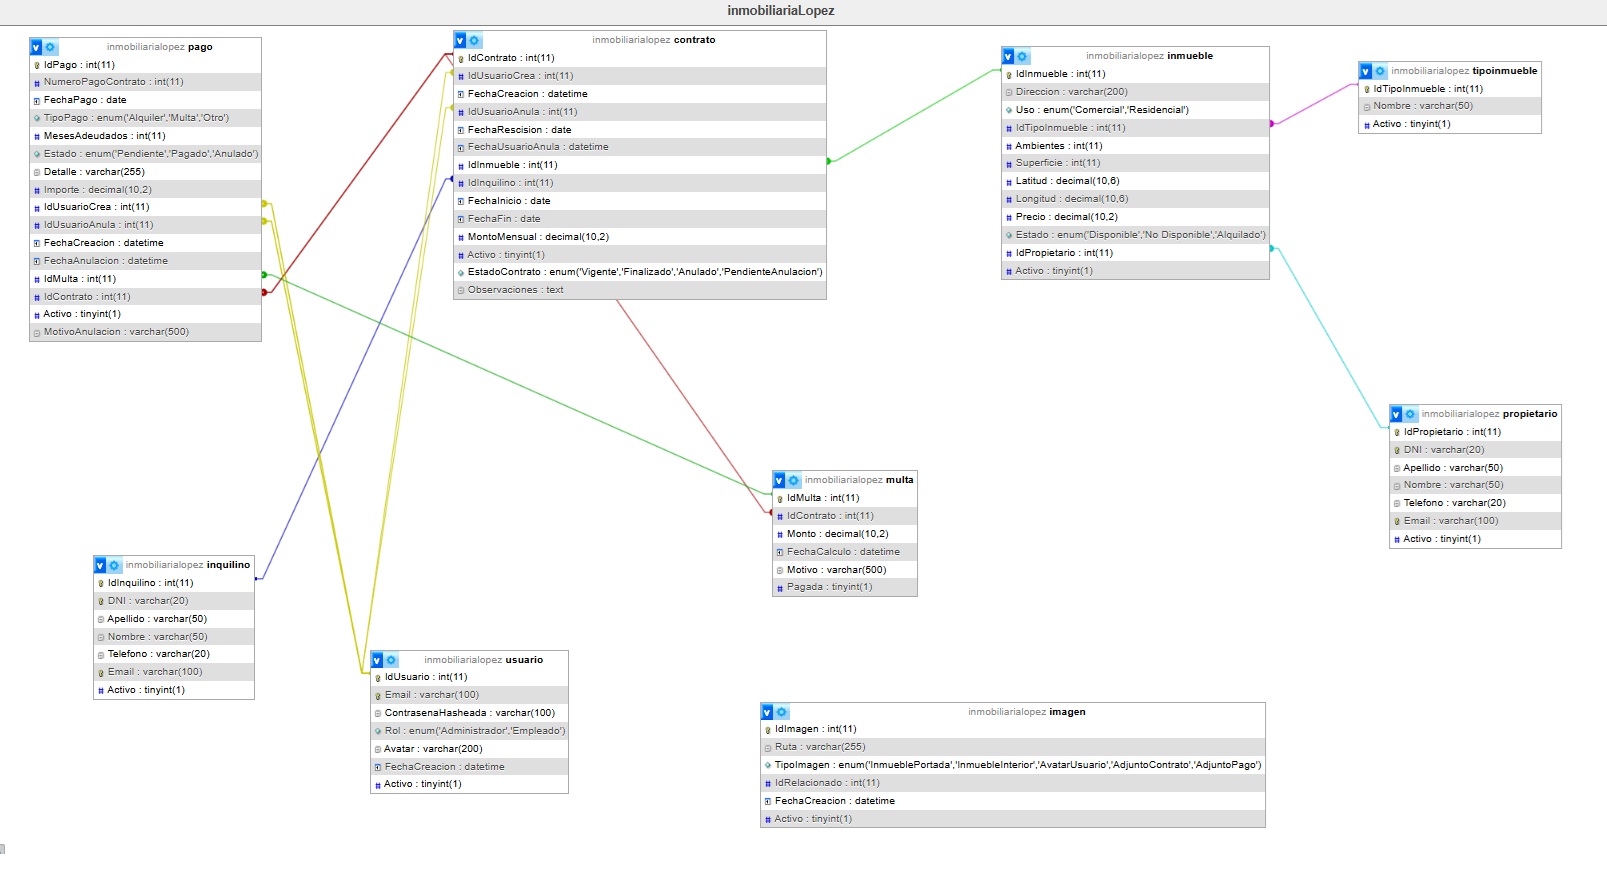 inmobiliariaLopez
inmobiliarialopez pago
IdPago : int(11)
NumeroPagoContrato : int(11)
FechaPago : date
TipoPago : enum('Alquiler','Multa','Otro')
MesesAdeudados : int(11)
Estado : enum('Pendiente','Pagado','Anulado')
Detalle : varchar(255)
Importe : decimal(10,2)
IdUsuarioCrea : int(11)
IdUsuarioAnula : int(11)
FechaCreacion : datetime
FechaAnulacion : datetime
IdMulta : int(11)
IdContrato : int(11)
Activo : tinyint(1)
MotivoAnulacion : varchar(500)
inmobiliarialopez contrato
IdContrato : int(11)
IdUsuarioCrea : int(11)
FechaCreacion : datetime
IdUsuarioAnula : int(11)
FechaRescision : date
FechaUsuarioAnula : datetime
IdInmueble : int(11)
IdInquilino : int(11)
FechaInicio : date
FechaFin : date
MontoMensual : decimal(10,2)
Activo : tinyint(1)
EstadoContrato : enum('Vigente','Finalizado','Anulado','PendienteAnulacion')
Observaciones : text
inmobiliarialopez inmueble
IdInmueble : int(11)
Direccion : varchar(200)
Uso : enum('Comercial','Residencial')
IdTipoInmueble : int(11)
Ambientes : int(11)
Superficie : int(11)
Latitud : decimal(10,6)
Longitud : decimal(10,6)
Precio : decimal(10,2)
Estado : enum('Disponible','No Disponible','Alquilado')
IdPropietario : int(11)
Activo : tinyint(1)
inmobiliarialopez tipoinmueble
IdTipoInmueble : int(11)
Nombre : varchar(50)
Activo : tinyint(1)
inmobiliarialopez propietario
IdPropietario : int(11)
DNI : varchar(20)
Apellido : varchar(50)
Nombre : varchar(50)
Telefono : varchar(20)
Email : varchar(100)
Activo : tinyint(1)
inmobiliarialopez multa
IdMulta : int(11)
IdContrato : int(11)
Monto : decimal(10,2)
FechaCalculo : datetime
Motivo : varchar(500)
Pagada : tinyint(1)
inmobiliarialopez inquilino
IdInquilino : int(11)
DNI : varchar(20)
Apellido : varchar(50)
Nombre : varchar(50)
Telefono : varchar(20)
Email : varchar(100)
Activo : tinyint(1)
inmobiliarialopez usuario
IdUsuario : int(11)
Email : varchar(100)
ContrasenaHasheada : varchar(100)
Rol : enum('Administrador','Empleado')
Avatar : varchar(200)
FechaCreacion : datetime
Activo : tinyint(1)
inmobiliarialopez imagen
IdImagen : int(11)
Ruta : varchar(255)
TipoImagen : enum('InmueblePortada','InmuebleInterior','AvatarUsuario','AdjuntoContrato','AdjuntoPago')
IdRelacionado : int(11)
FechaCreacion : datetime
Activo : tinyint(1)